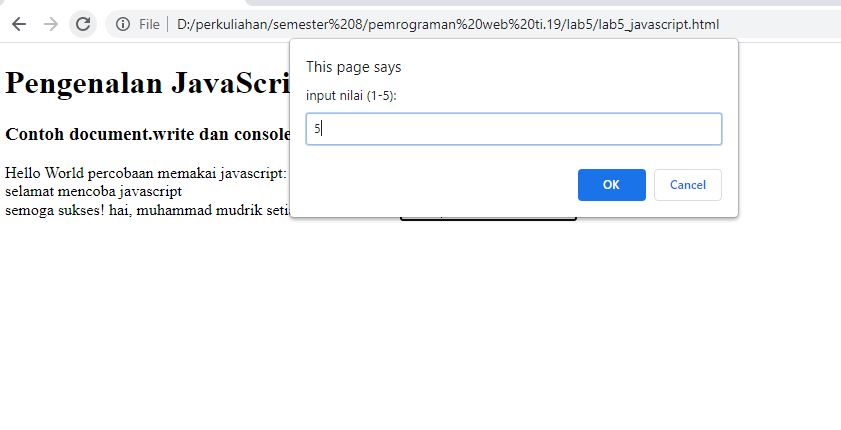 File D:/perkuliahan/semester%208/pemrograman%20web%20ti.19/lab5/lab5_javascript.html
Pengenalan
Contoh document.write dan console
Hello World percobaan memakai javascript:
selamat mencoba javascript
semoga sukses! hai, muhammad mudrik
This page says
input nilai (1-5):
5
OK
Cancel